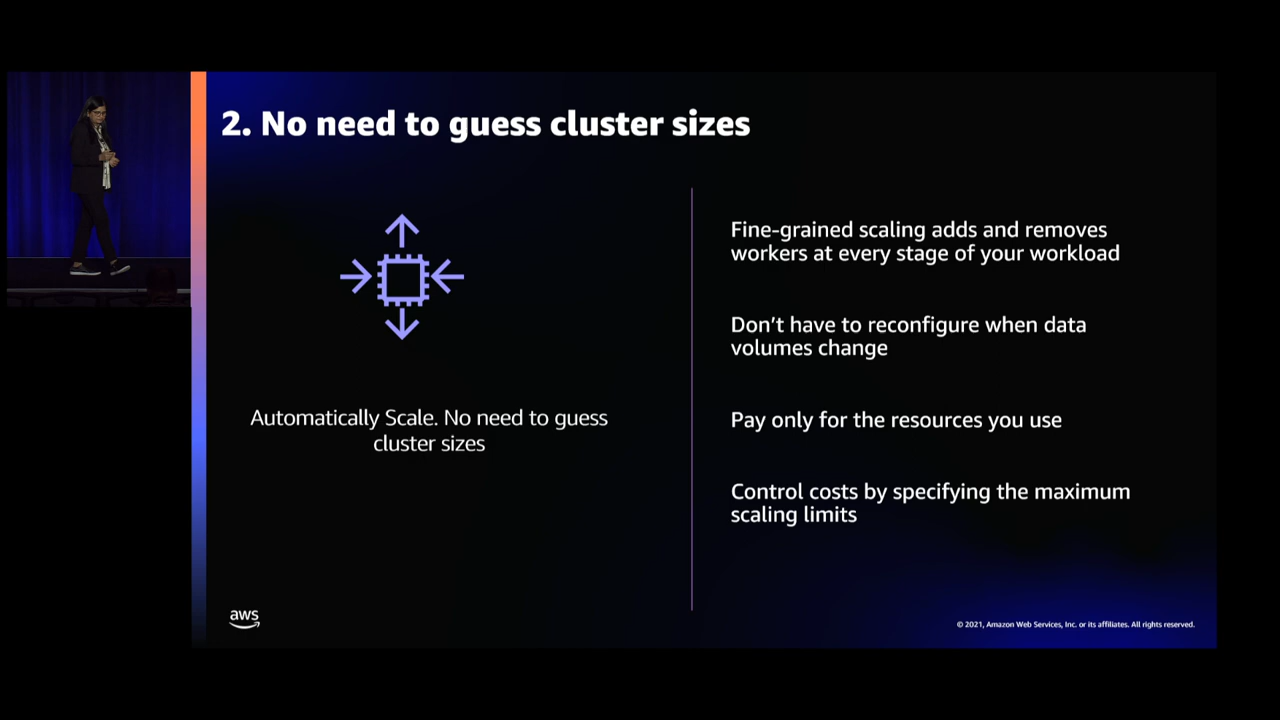 2. No need to guess cluster sizes
Automatically Scale. No need to guess
cluster sizes
Fine-grained scaling adds and removes
workers at every stage of your workload
Don’t have to reconfigure when data
volumes change
Pay only for the resources you use
Control costs by specifying the maximum
scaling limits
aws
© 2021, Amazon Web Services, Inc. or its affiliates. All rights reserved.